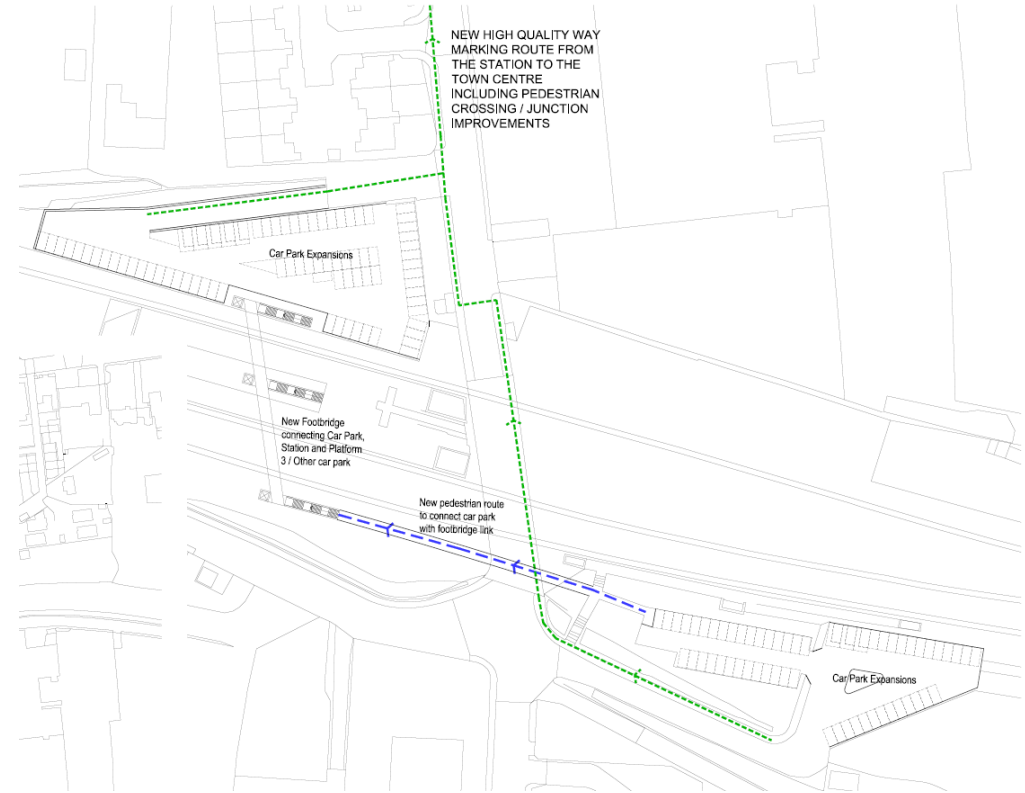 NEW HIGH QUALITY WAY
MARKING ROUTE FROM
THE STATION TO THE
TOWN CENTRE
INCLUDING PEDESTRIAN
CROSSING / JUNCTION
IMPROVEMENTS
Car Park Expansions
New Footbridge
connecting Car Park,
Station and Platform
3 / Other car park
New pedestrian route
to connect car park
with footbridge link
Car Park Expansions